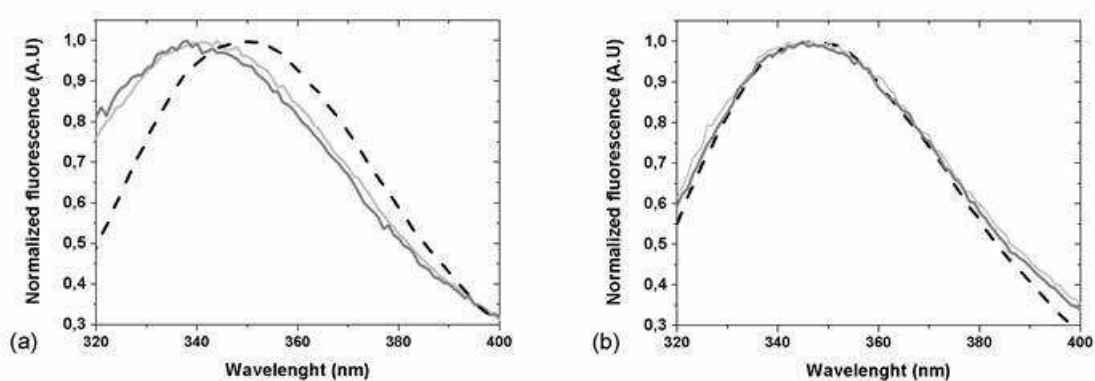 Normalized fluorescence (A.U)
1,0
0,9
0,8
0,7
0,6
0,5
0,4
0,3
320 340 360 380 400
Wavelenght (nm)
(a)
Normalized fluorescence (A.U)
1,0
0,9
0,8
0,7
0,6
0,5
0,4
0,3
320 340 360 380 400
Wavelenght (nm)
(b)